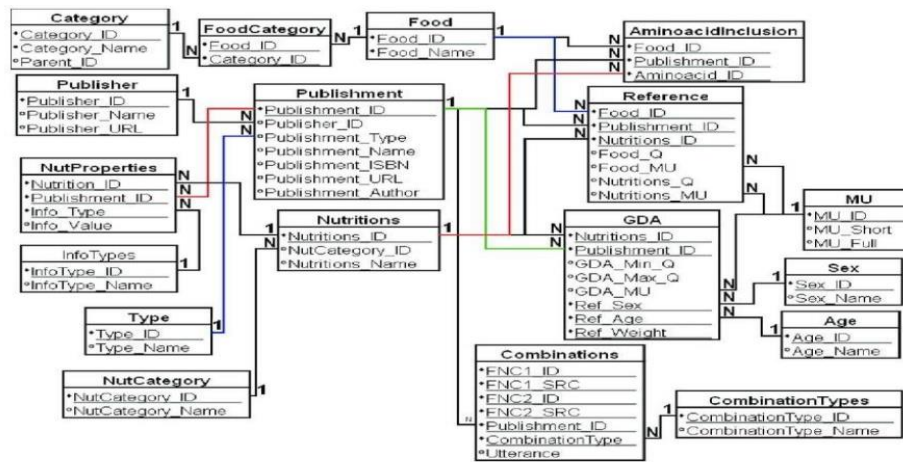 Category
Category_ID
Category_Name
Parent_ID
FoodCategory
Food_ID
Category_ID
Food
Food_ID
Food_Name
AminoacidInclusion
Food_ID
Publishment_ID
Aminoacid_ID
Publisher
Publisher_ID
Publisher_Name
Publisher_URL
Publishment
Publishment_ID
Publisher_ID
Publishment_Type
Publishment_Name
Publishment_ISBN
Publishment_URL
Publishment_Author
Reference
Food_ID
Publishment_ID
Nutritions_ID
Food_Q
Food_MU
Nutritions_Q
Nutritions_MU
NutProperties
Nutrition_ID
Publishment_ID
Info_Type
Info_Value
Nutritions
Nutritions_ID
NutCategory_ID
Nutritions_Name
GDA
Nutritions_ID
Publishment_ID
GDA_Min_Q
GDA_Max_Q
GDA_MU
Ref_Sex
Ref_Age
Ref_Weight
MU
MU_ID
MU_Short
MU_Full
InfoTypes
InfoType_ID
InfoType_Name
Sex
Sex_ID
Sex_Name
Type
Type_ID
Type_Name
Age
Age_ID
Age_Name
NutCategory
NutCategory_ID
NutCategory_Name
Combinations
FNC1_ID
FNC1_SRC
FNC2_ID
FNC2_SRC
Publishment_ID
CombinationType
Utterance
CombinationTypes
CombinationType_ID
CombinationType_Name